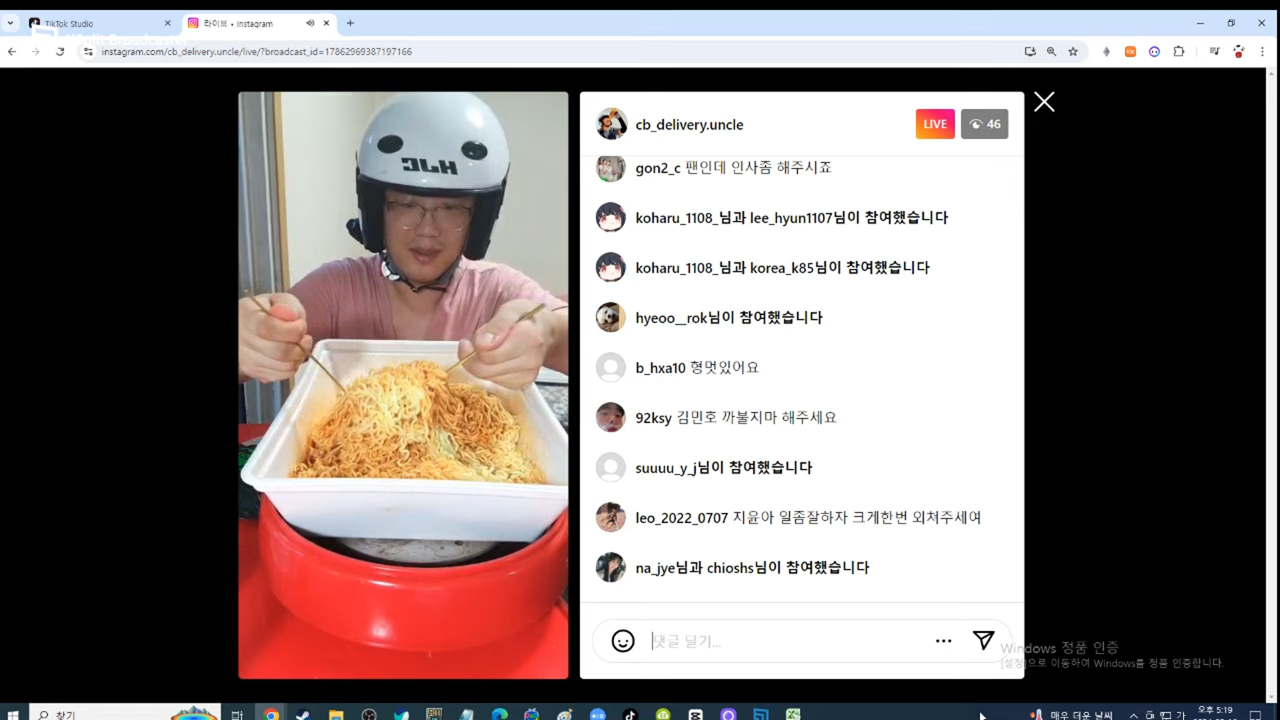 TikTok Studio
라이브 • Instagram
XSplit Broadcaster
instagram.com/cb_delivery.uncle/live/?broadcast_id=17862969387197166
cb_delivery.uncle
LIVE
46
gon2_c 팬인데 인사좀 해주시죠
koharu_1108_님과 lee_hyun1107님이 참여했습니다
koharu_1108_님과 korea_k85님이 참여했습니다
hyeoo__rok님이 참여했습니다
b_hxa10 형멋있어요
92ksy 김민호 까불지마 해주세요
suuuu_y_j님이 참여했습니다
leo_2022_0707 지윤아 일좀잘하자 크게한번 외쳐주세여
na_jye님과 chioshs님이 참여했습니다
댓글 달기...
Windows 정품 인증
[설정]으로 이동하여 Windows를 정품 인증합니다.
찾기
매우 더운 날씨
가
오후 5:19